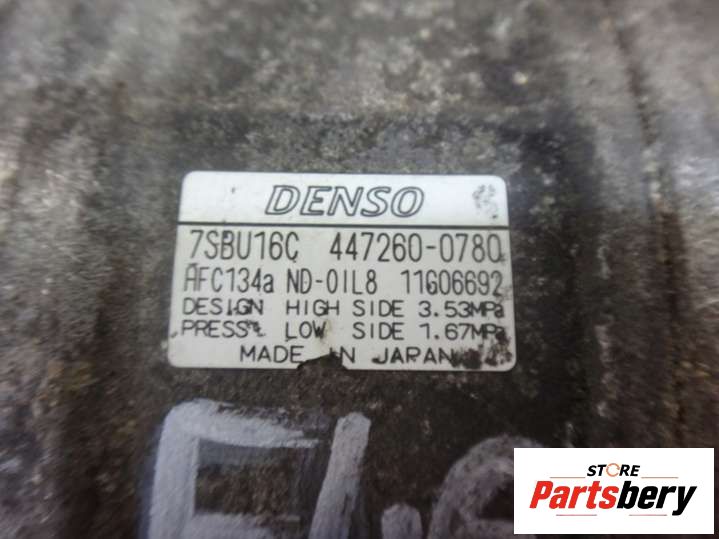 DENSO
7SBU16C 447260-0780
HFC134a ND-OIL8 11G06692
DESIGN HIGH SIDE 3.53MPa
PRESS. LOW SIDE 1.67MPa
MADE IN JAPAN
STORE
Partsbery